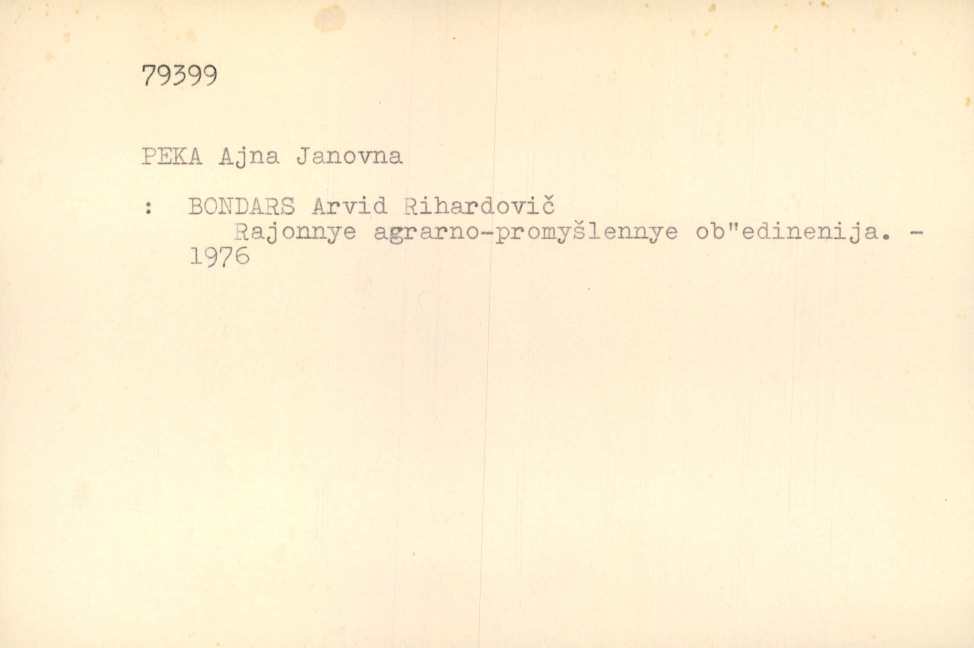 79399
PEKA Ajna Janovna
: BONDARS Arvid Rihardovič
Rajonnye agrarno-promyšlennye ob"edinenija. -
1976